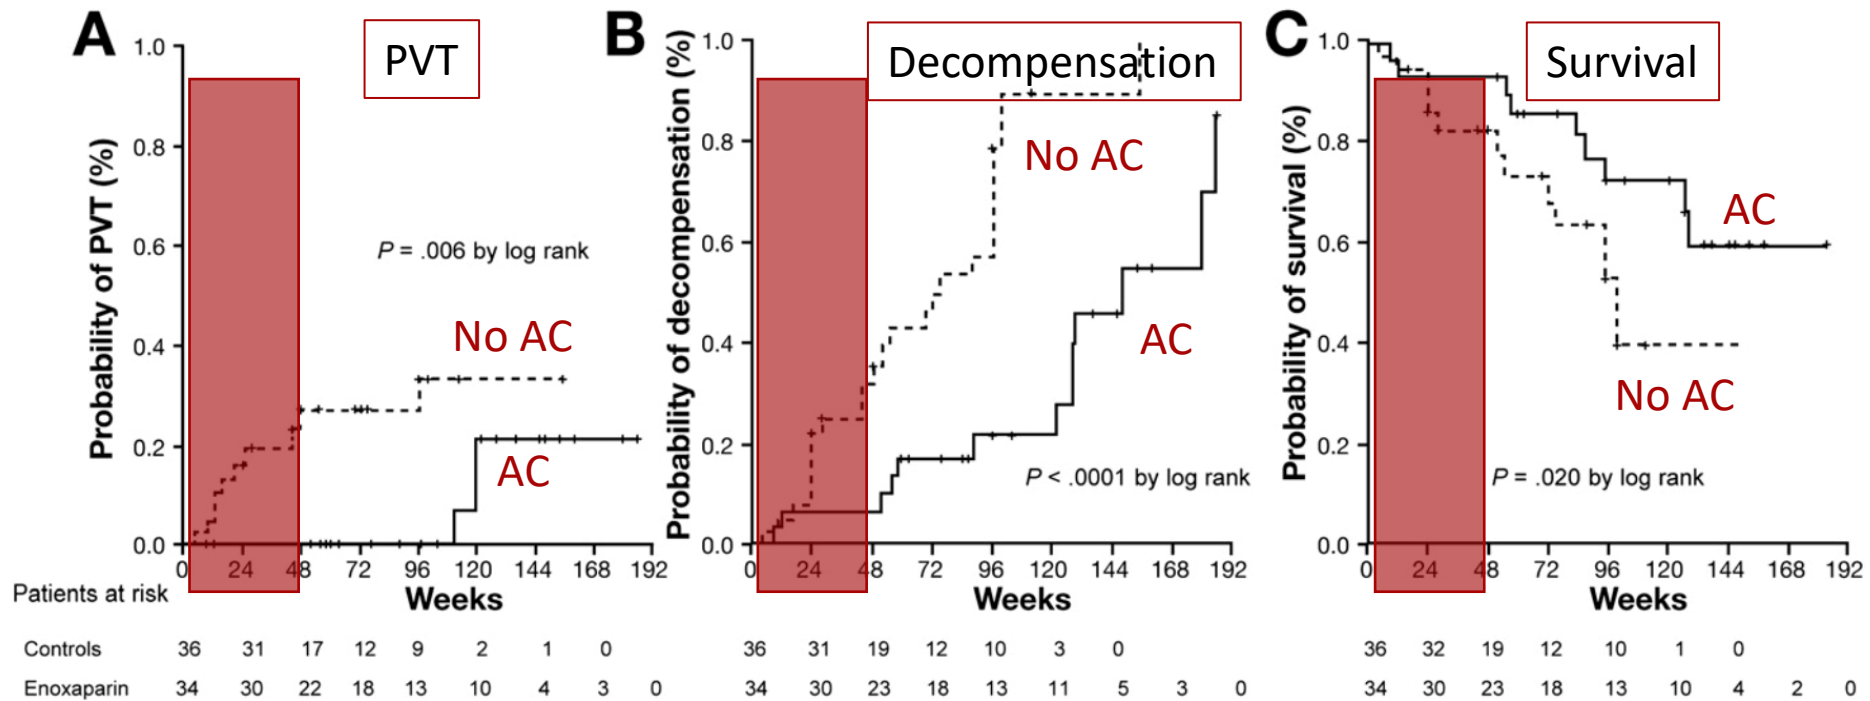 A
PVT
Probability of PVT (%)
1.0
0.8
0.6
0.4
0.2
0.0
P = .006 by log rank
No AC
AC
0 24 48 72 96 120 144 168 192
Weeks
B
Decompensation
Probability of decompensation (%)
1.0
0.8
0.6
0.4
0.2
0.0
No AC
AC
P < .0001 by log rank
0 24 48 72 96 120 144 168 192
Weeks
C
Survival
Probability of survival (%)
1.0
0.8
0.6
0.4
0.2
0.0
AC
No AC
P = .020 by log rank
0 24 48 72 96 120 144 168 192
Weeks
Patients at risk
Controls 36 31 17 12 9 2 1 0 36 31 19 12 10 3 0 36 32 19 12 10 1 0
Enoxaparin 34 30 22 18 13 10 4 3 0 34 30 23 18 13 11 5 3 0 34 30 23 18 13 10 4 2 0